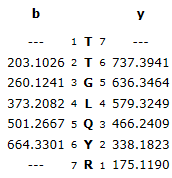 b y
--- 1 T 7 ---
203.1026 2 T 6 737.3941
260.1241 3 G 5 636.3464
373.2082 4 L 4 579.3249
501.2667 5 Q 3 466.2409
664.3301 6 Y 2 338.1823
--- 7 R 1 175.1190